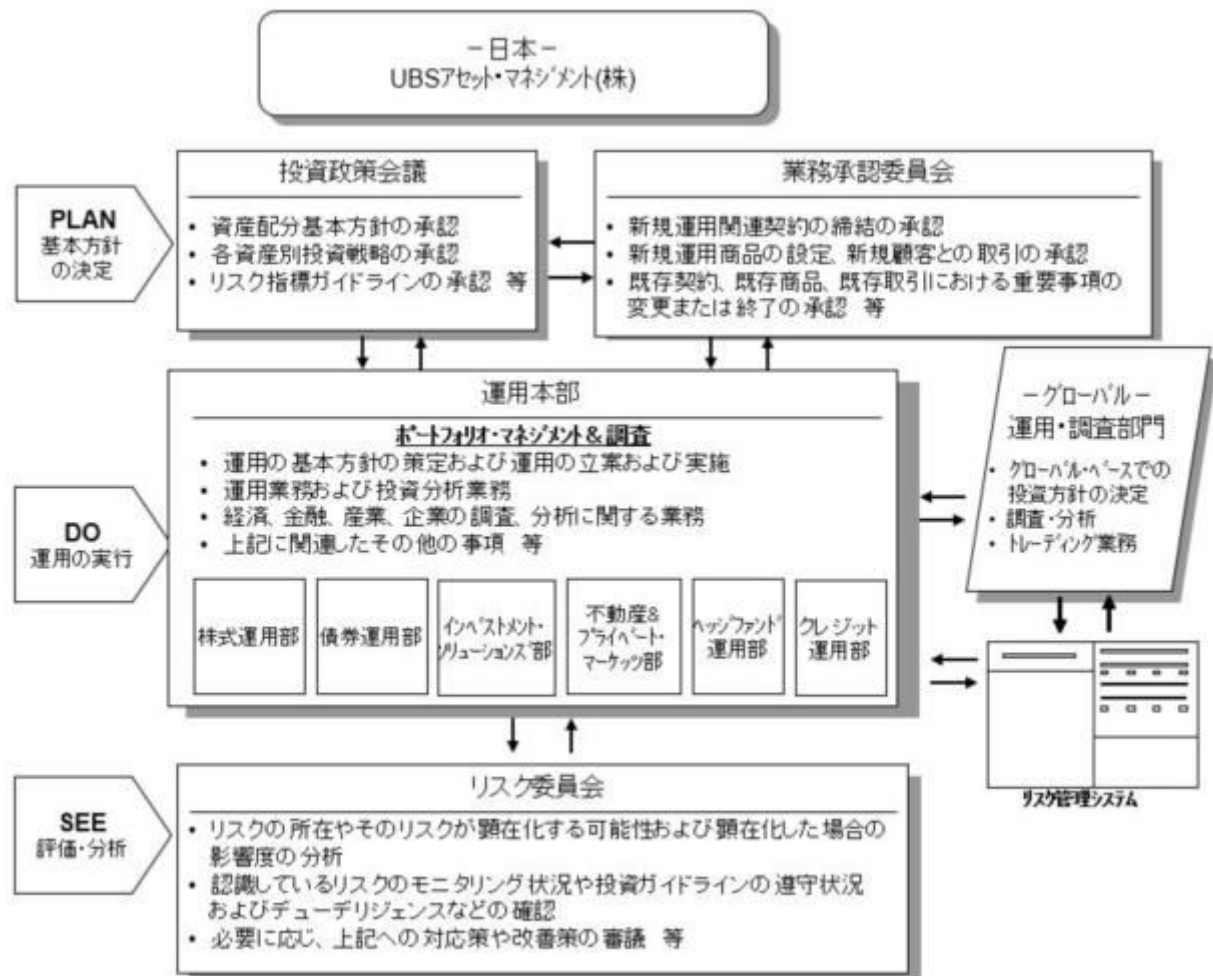 －日本－
UBSアセット・マネジメント(株)
PLAN
基本方針
の決定
投資政策会議
• 資産配分基本方針の承認
• 各資産別投資戦略の承認
• リスク指標ガイドラインの承認 等
業務承認委員会
• 新規運用関連契約の締結の承認
• 新規運用商品の設定、新規顧客との取引の承認
• 既存契約、既存商品、既存取引における重要事項の
変更または終了の承認 等
DO
運用の実行
運用本部
ポートフォリオ・マネジメント＆調査
• 運用の基本方針の策定および運用の立案および実施
• 運用業務および投資分析業務
• 経済、金融、産業、企業の調査、分析に関する業務
• 上記に関連したその他の事項 等
株式運用部
債券運用部
インベストメント・
ソリューションズ部
不動産&
プライベート・
マーケッツ部
ヘッジファンド
運用部
クレジット
運用部
－グローバル－
運用・調査部門
• グローバル・ベースでの
投資方針の決定
• 調査・分析
• トレーディング業務
リスク管理システム
SEE
評価・分析
リスク委員会
• リスクの所在やそのリスクが顕在化する可能性および顕在化した場合の
影響度の分析
• 認識しているリスクのモニタリング状況や投資ガイドラインの遵守状況
およびデューデリジェンスなどの確認
• 必要に応じ、上記への対応策や改善策の審議 等